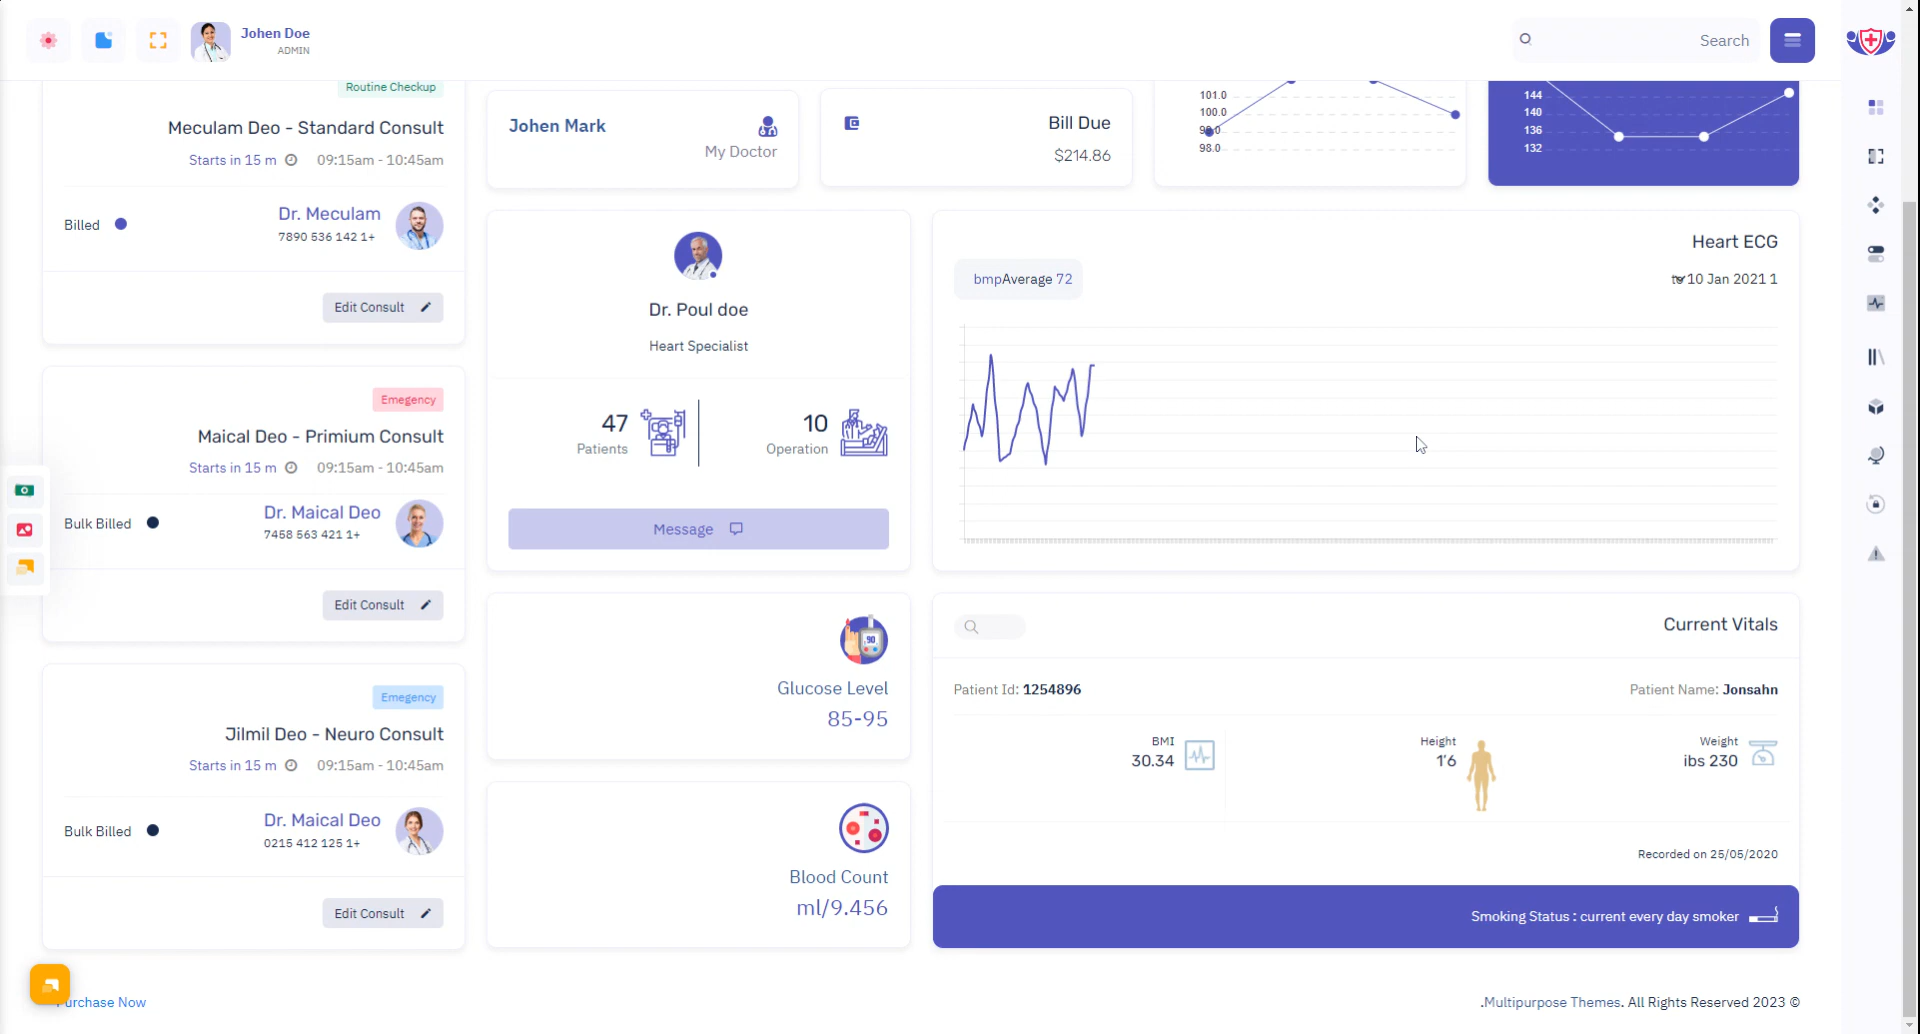 Johen Doe
ADMIN
Search
Routine Checkup
Meculam Deo - Standard Consult
Starts in 15 m 09:15am - 10:45am
Billed
Dr. Meculam
7890 536 142 1+
Edit Consult
Emegency
Maical Deo - Primium Consult
Starts in 15 m 09:15am - 10:45am
Bulk Billed
Dr. Maical Deo
7458 563 421 1+
Edit Consult
Emegency
Jilmil Deo - Neuro Consult
Starts in 15 m 09:15am - 10:45am
Bulk Billed
Dr. Maical Deo
0215 412 125 1+
Edit Consult
Johen Mark
My Doctor
Bill Due
$214.86
101.0
100.0
99.0
98.0
144
140
136
132
Dr. Poul doe
Heart Specialist
47
Patients
10
Operation
Message
Heart ECG
bmpAverage 72
10 Jan 2021 1
Glucose Level
85-95
Blood Count
ml/9.456
Current Vitals
Patient Id: 1254896
Patient Name: Jonsahn
BMI
30.34
Height
1'6
Weight
ibs 230
Recorded on 25/05/2020
Smoking Status : current every day smoker
Purchase Now
.Multipurpose Themes. All Rights Reserved 2023 ©